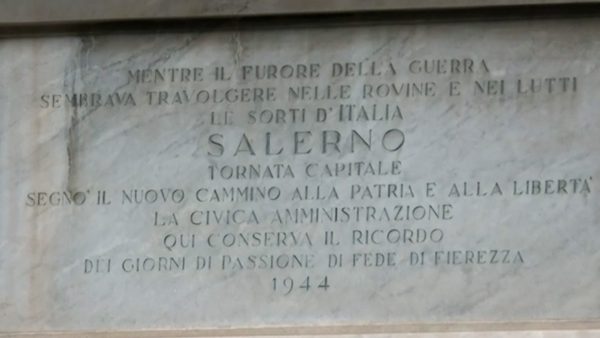 MENTRE IL FURORE DELLA GUERRA
SEMBRAVA TRAVOLGERE NELLE ROVINE E NEI LUTTI
LE SORTI D'ITALIA
SALERNO
TORNATA CAPITALE
SEGNO' IL NUOVO CAMMINO ALLA PATRIA E ALLA LIBERTA'
LA CIVICA AMMINISTRAZIONE
QUI CONSERVA IL RICORDO
DEI GIORNI DI PASSIONE DI FEDE DI FIEREZZA
1944